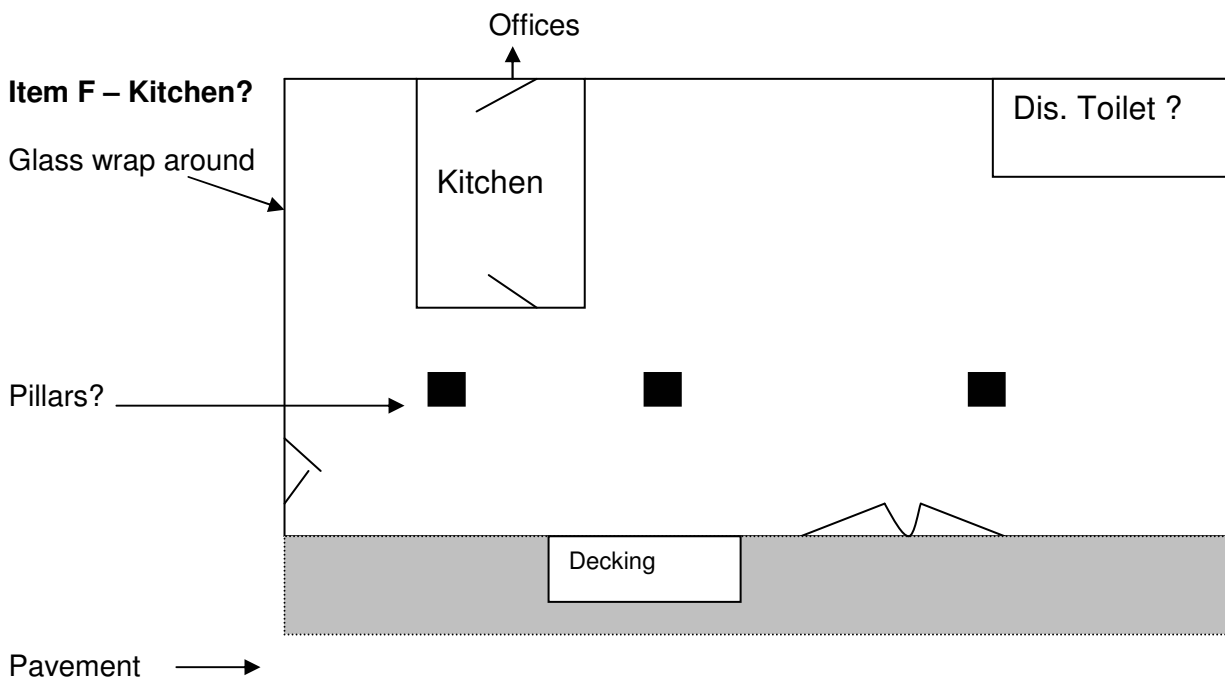 Offices
Item F – Kitchen?
Dis. Toilet ?
Glass wrap around
Kitchen
Pillars?
Decking
Pavement